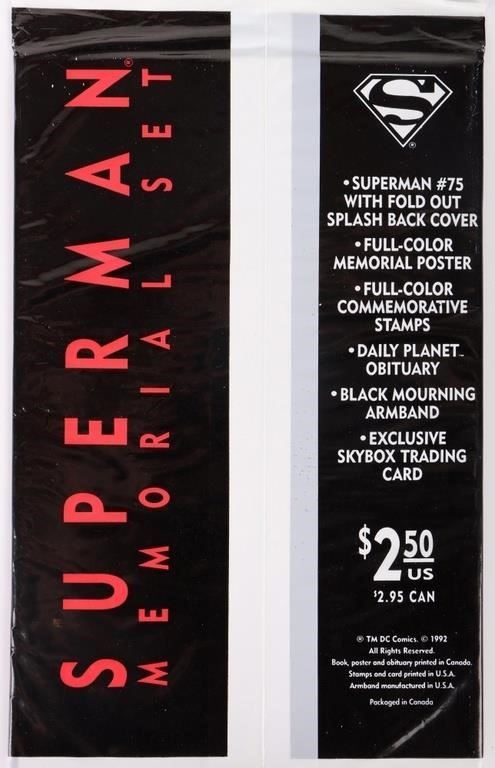 SUPERMAN®
MEMORIAL SET
S®
• SUPERMAN #75
WITH FOLD OUT
SPLASH BACK COVER
• FULL-COLOR
MEMORIAL POSTER
• FULL-COLOR
COMMEMORATIVE
STAMPS
• DAILY PLANET™
OBITUARY
• BLACK MOURNING
ARMBAND
• EXCLUSIVE
SKYBOX TRADING
CARD
$2.50
US
$2.95 CAN
® TM DC Comics. © 1992
All Rights Reserved.
Book, poster and obituary printed in Canada.
Stamps and card printed in U.S.A.
Armband manufactured in U.S.A.
Packaged in Canada